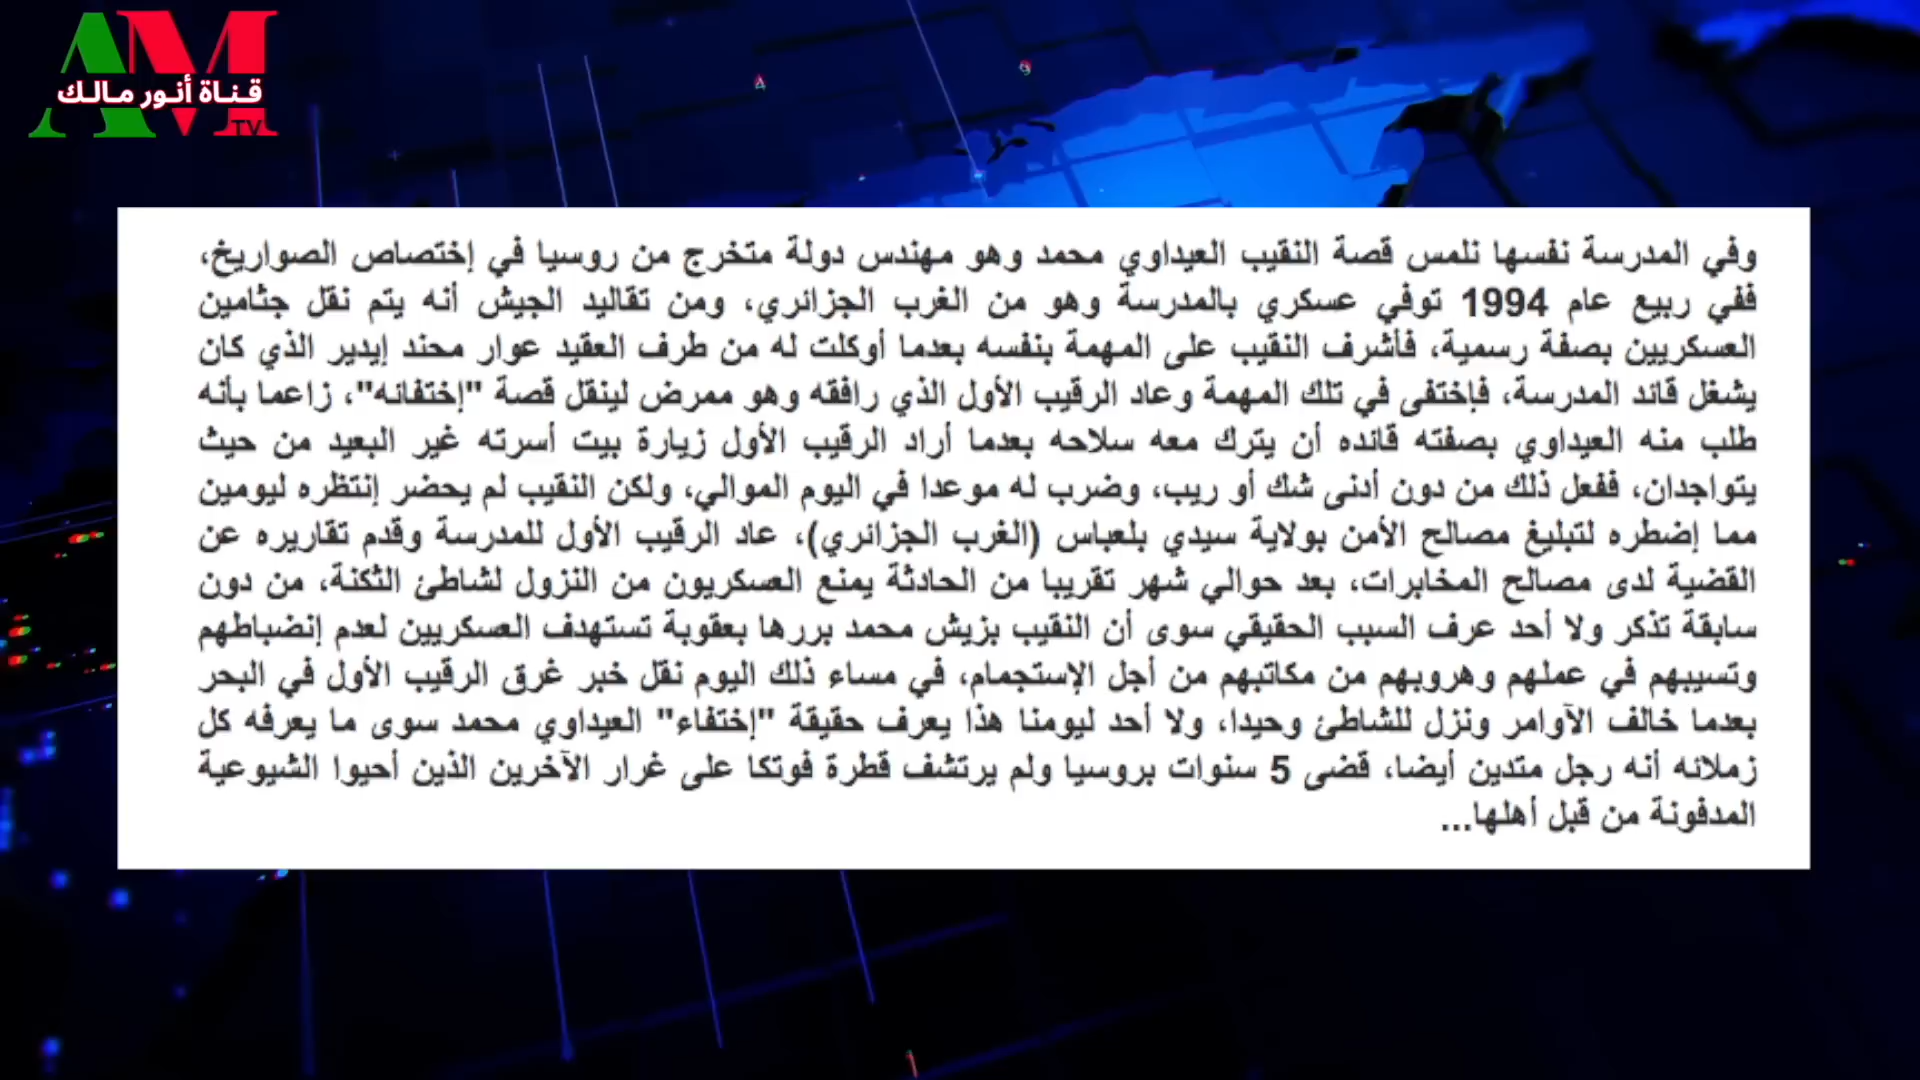 AM
قناة أنور مالك
TV
وفي المدرسة نفسها نلمس قصة النقيب العيداوي محمد وهو مهندس دولة متخرج من روسيا في إختصاص الصواريخ،
ففي ربيع عام 1994 توفي عسكري بالمدرسة وهو من الغرب الجزائري، ومن تقاليد الجيش أنه يتم نقل جثامين
العسكريين بصفة رسمية، فأشرف النقيب على المهمة بنفسه بعدما أوكلت له من طرف العقيد عوار محند إيدير الذي كان
يشغل قائد المدرسة، فإختفى في تلك المهمة وعاد الرقيب الأول الذي رافقه وهو ممرض لينقل قصة "إختفائه"، زاعما بأنه
طلب منه العيداوي بصفته قائده أن يترك معه سلاحه بعدما أراد الرقيب الأول زيارة بيت أسرته غير البعيد من حيث
يتواجدان، ففعل ذلك من دون أدنى شك أو ريب، وضرب له موعدا في اليوم الموالي، ولكن النقيب لم يحضر إنتظره ليومين
مما إضطره لتبليغ مصالح الأمن بولاية سيدي بلعباس (الغرب الجزائري)، عاد الرقيب الأول للمدرسة وقدم تقاريره عن
القضية لدى مصالح المخابرات، بعد حوالي شهر تقريبا من الحادثة يمنع العسكريون من النزول لشاطئ الثكنة، من دون
سابقة تذكر ولا أحد عرف السبب الحقيقي سوى أن النقيب بزيش محمد بررها بعقوبة تستهدف العسكريين لعدم إنضباطهم
وتسيبهم في عملهم وهروبهم من مكاتبهم من أجل الإستجمام، في مساء ذلك اليوم نقل خبر غرق الرقيب الأول في البحر
بعدما خالف الآوامر ونزل للشاطئ وحيدا، ولا أحد ليومنا هذا يعرف حقيقة "إختفاء" العيداوي محمد سوى ما يعرفه كل
زملائه أنه رجل متدين أيضا، قضى 5 سنوات بروسيا ولم يرتشف قطرة فوتكا على غرار الآخرين الذين أحيوا الشيوعية
المدفونة من قبل أهلها...